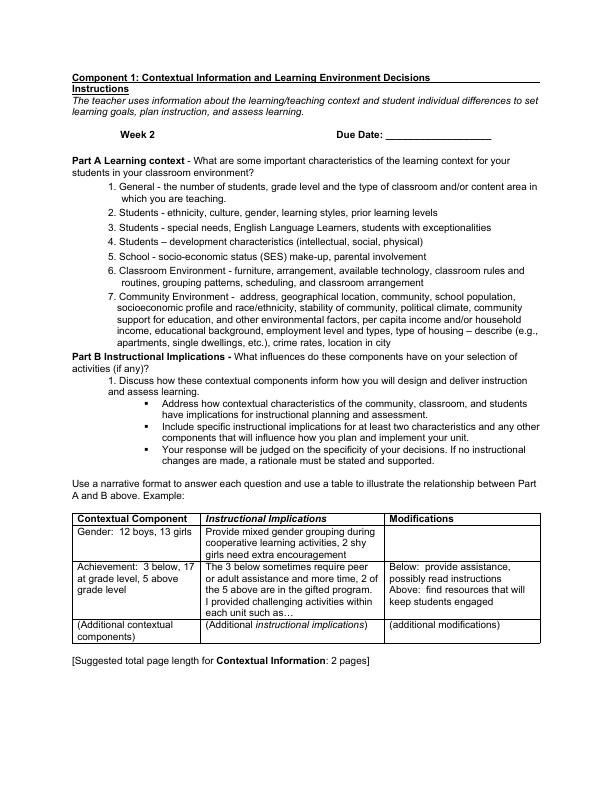 Component 1: Contextual Information and Learning Environment Decisions
Instructions
The teacher uses information about the learning/teaching context and student individual differences to set
learning goals, plan instruction, and assess learning.
Week 2 Due Date: ___________________
Part A Learning context - What are some important characteristics of the learning context for your
students in your classroom environment?
1. General - the number of students, grade level and the type of classroom and/or content area in
which you are teaching.
2. Students - ethnicity, culture, gender, learning styles, prior learning levels
3. Students - special needs, English Language Learners, students with exceptionalities
4. Students – development characteristics (intellectual, social, physical)
5. School - socio-economic status (SES) make-up, parental involvement
6. Classroom Environment - furniture, arrangement, available technology, classroom rules and
routines, grouping patterns, scheduling, and classroom arrangement
7. Community Environment - address, geographical location, community, school population,
socioeconomic profile and race/ethnicity, stability of community, political climate, community
support for education, and other environmental factors, per capita income and/or household
income, educational background, employment level and types, type of housing – describe (e.g.,
apartments, single dwellings, etc.), crime rates, location in city
Part B Instructional Implications - What influences do these components have on your selection of
activities (if any)?
1. Discuss how these contextual components inform how you will design and deliver instruction
and assess learning.
▪ Address how contextual characteristics of the community, classroom, and students
have implications for instructional planning and assessment.
▪ Include specific instructional implications for at least two characteristics and any other
components that will influence how you plan and implement your unit.
▪ Your response will be judged on the specificity of your decisions. If no instructional
changes are made, a rationale must be stated and supported.
Use a narrative format to answer each question and use a table to illustrate the relationship between Part
A and B above. Example:
Contextual Component Instructional Implications Modifications
Gender: 12 boys, 13 girls
Provide mixed gender grouping during
cooperative learning activities, 2 shy
girls need extra encouragement
Achievement: 3 below, 17
at grade level, 5 above
grade level
The 3 below sometimes require peer
or adult assistance and more time, 2 of
the 5 above are in the gifted program.
I provided challenging activities within
each unit such as…
Below: provide assistance,
possibly read instructions
Above: find resources that will
keep students engaged
(Additional contextual
components)
(Additional instructional implications)
(additional modifications)
[Suggested total page length for Contextual Information: 2 pages]